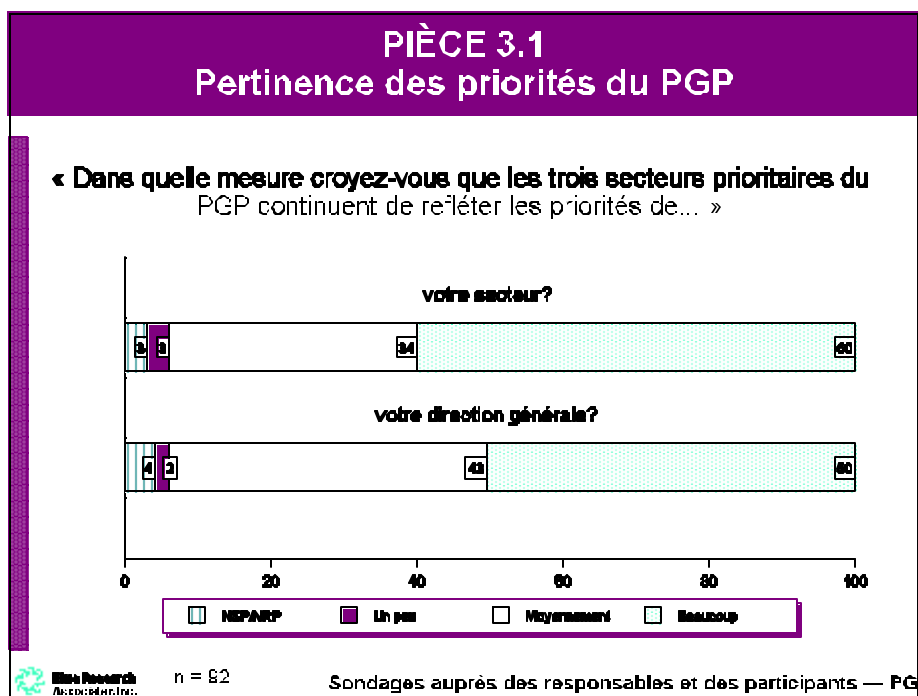 PIÈCE 3.1
Pertinence des priorités du PGP
« Dans quelle mesure croyez-vous que les trois secteurs prioritaires du
PGP continuent de refléter les priorités de... »
votre secteur?
3 3 34 60
votre direction générale?
4 2 50
0 20 40 60 80 100
Un peu Moyennement Beaucoup
Research
Associates, Inc.
n = 92
Sondages auprès des responsables et des participants — PG